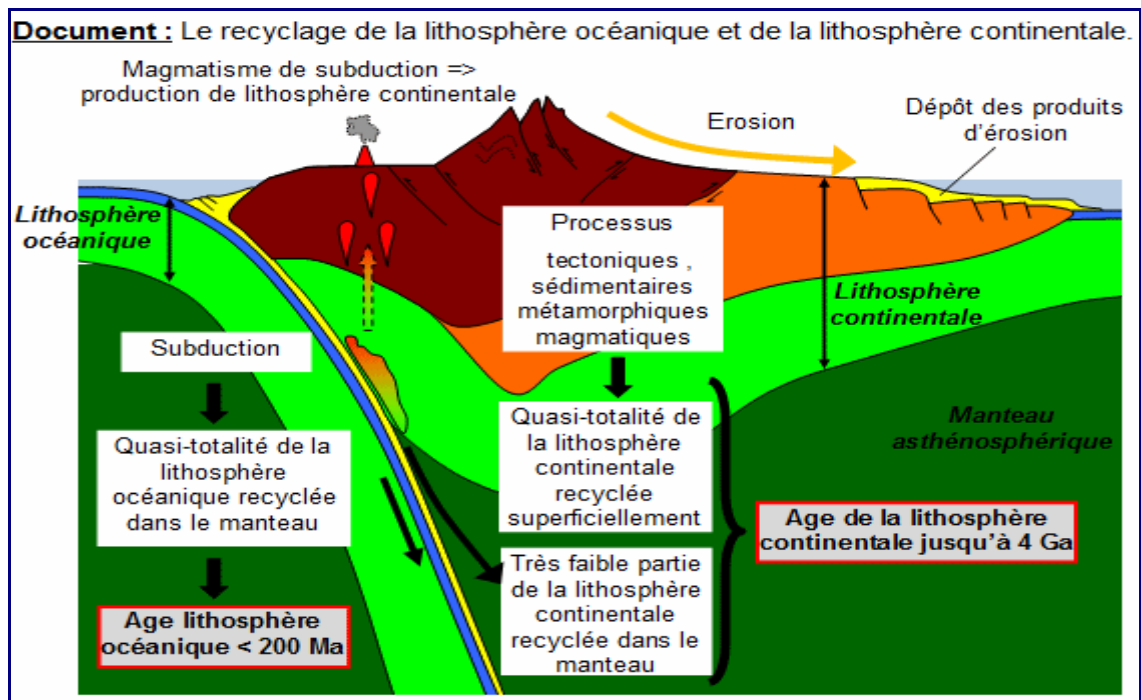 Document : Le recyclage de la lithosphère océanique et de la lithosphère continentale.
Magmatisme de subduction =>
production de lithosphère continentale
Erosion
Dépôt des produits
d'érosion
Lithosphère
océanique
Processus
tectoniques ,
sédimentaires
métamorphiques
magmatiques
Lithosphère
continentale
Subduction
Quasi-totalité de la
lithosphère
océanique recyclée
dans le manteau
Age lithosphère
océanique < 200 Ma
Quasi-totalité de
la lithosphère
continentale
recyclée
superficiellement
Très faible partie
de la lithosphère
continentale
recyclée dans le
manteau
Manteau
asthénosphérique
Age de la lithosphère
continentale jusqu'à 4 Ga